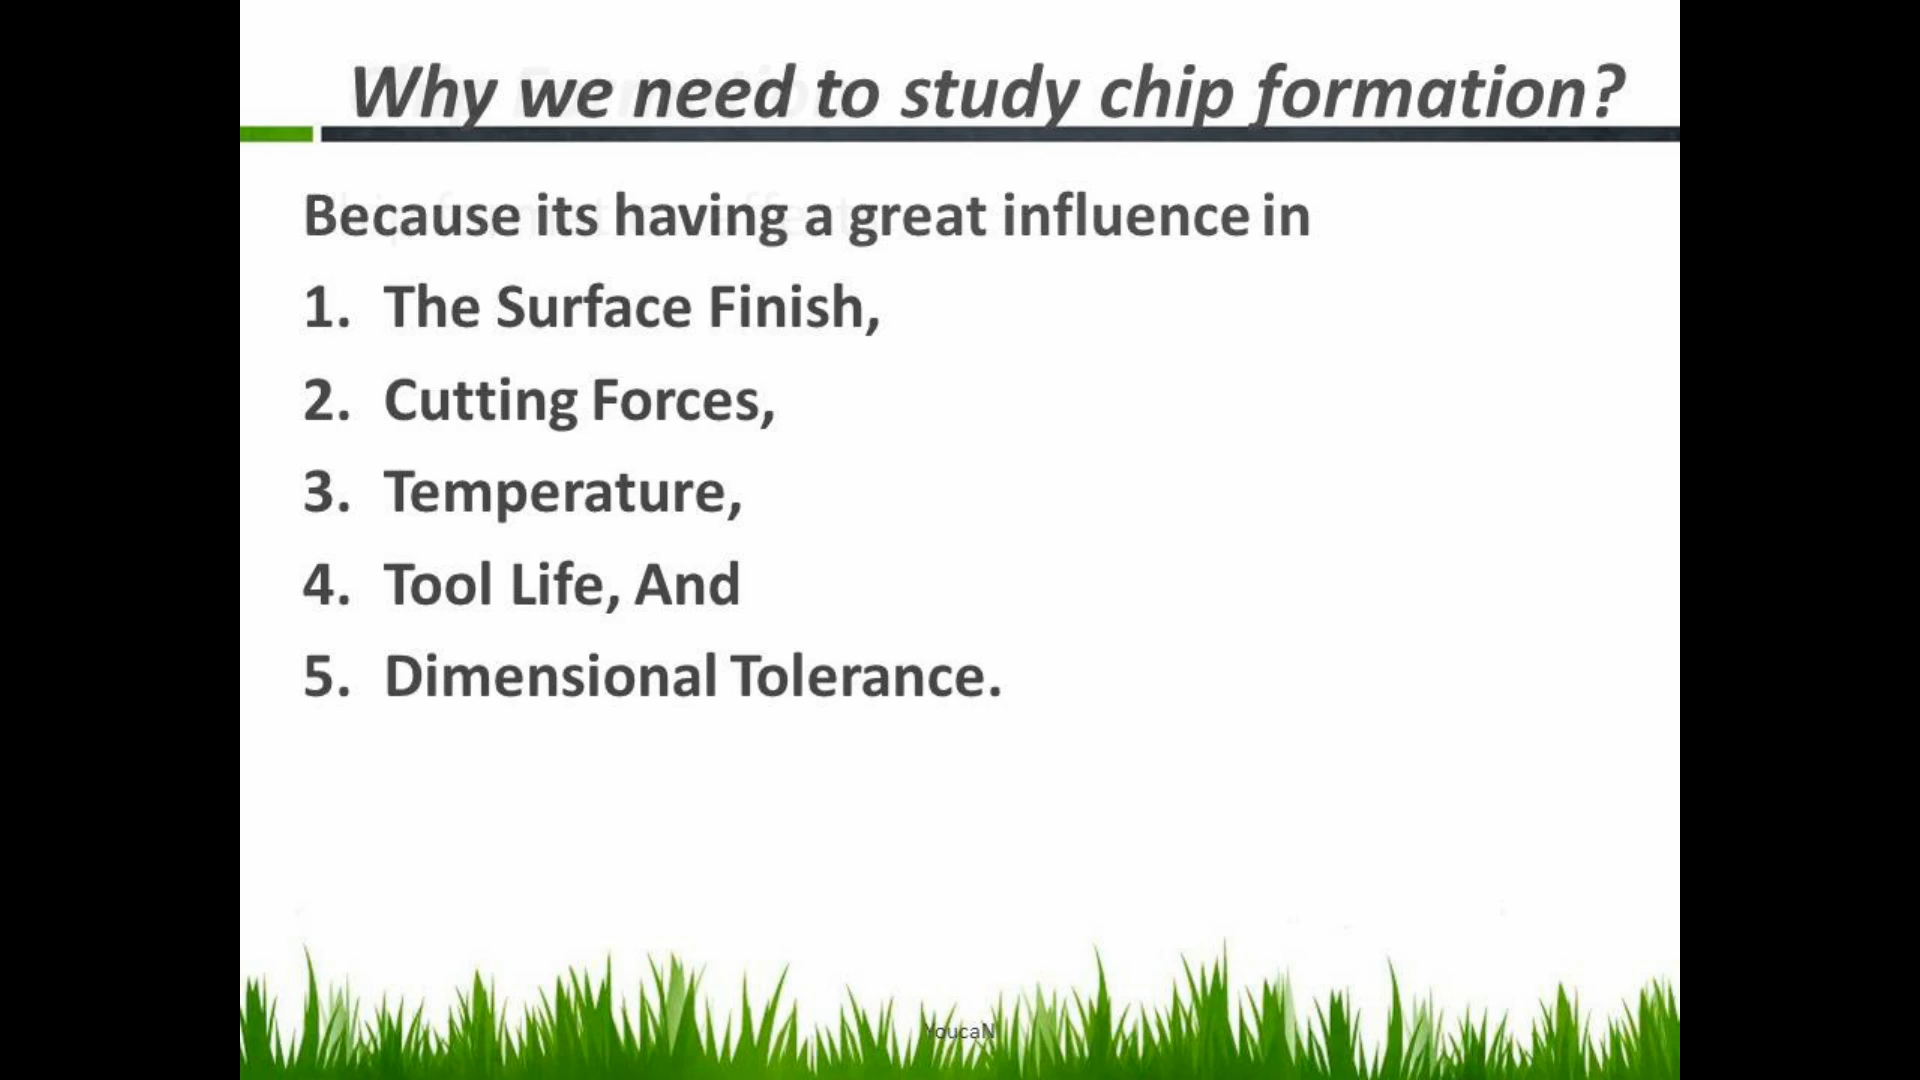 Why we need to study chip formation?
Because its having a great influence in
1. The Surface Finish,
2. Cutting Forces,
3. Temperature,
4. Tool Life, And
5. Dimensional Tolerance.
YoucaN